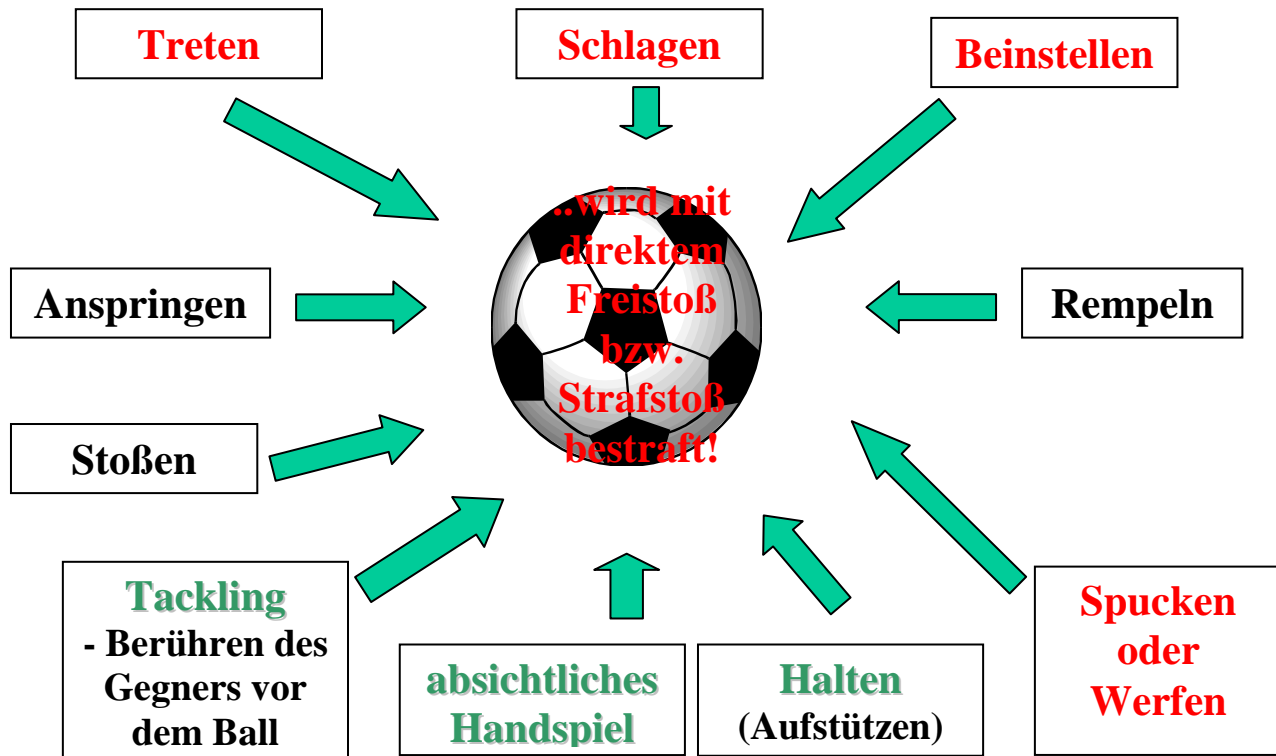 Treten
Schlagen
Beinstellen
..wird mit
direktem
Freistoß
bzw.
Strafstoß
bestraft!
Anspringen
Rempeln
Stoßen
Tackling
- Berühren des
Gegners vor
dem Ball
absichtliches
Handspiel
Halten
(Aufstützen)
Spucken
oder
Werfen